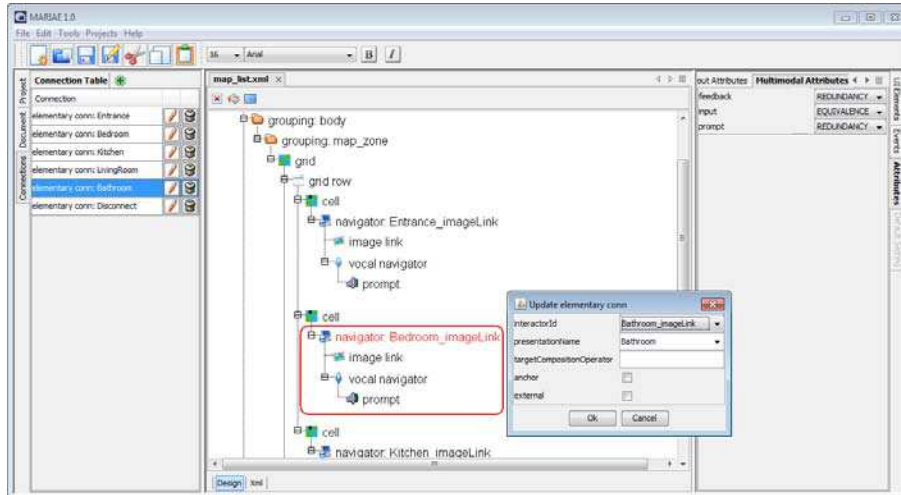 MARIAE 1.0
File Edit Tools Projects Help
16 Arial B I
Project
Document
Connections
Connection Table
Connection
elementary conn: Entrance
elementary conn: Bedroom
elementary conn: Kitchen
elementary conn: LivingRoom
elementary conn: Bathroom
elementary conn: Disconnect
map_list.xml
grouping: body
grouping: map_zone
grid
grid row
cell
navigator: Entrance_imageLink
image link
vocal navigator
prompt
cell
navigator: Bedroom_imageLink
image link
vocal navigator
prompt
cell
navigator: Kitchen_imageLink
Design Xml
Update elementary conn
interactorId Bathroom_imageLink
presentationName Bathroom
targetCompositionOperator
anchor
external
Ok Cancel
out Attributes Multimodal Attributes
feedback REDUNDANCY
input EQUIVALENCE
prompt REDUNDANCY
UI Elements
Events
Attributes